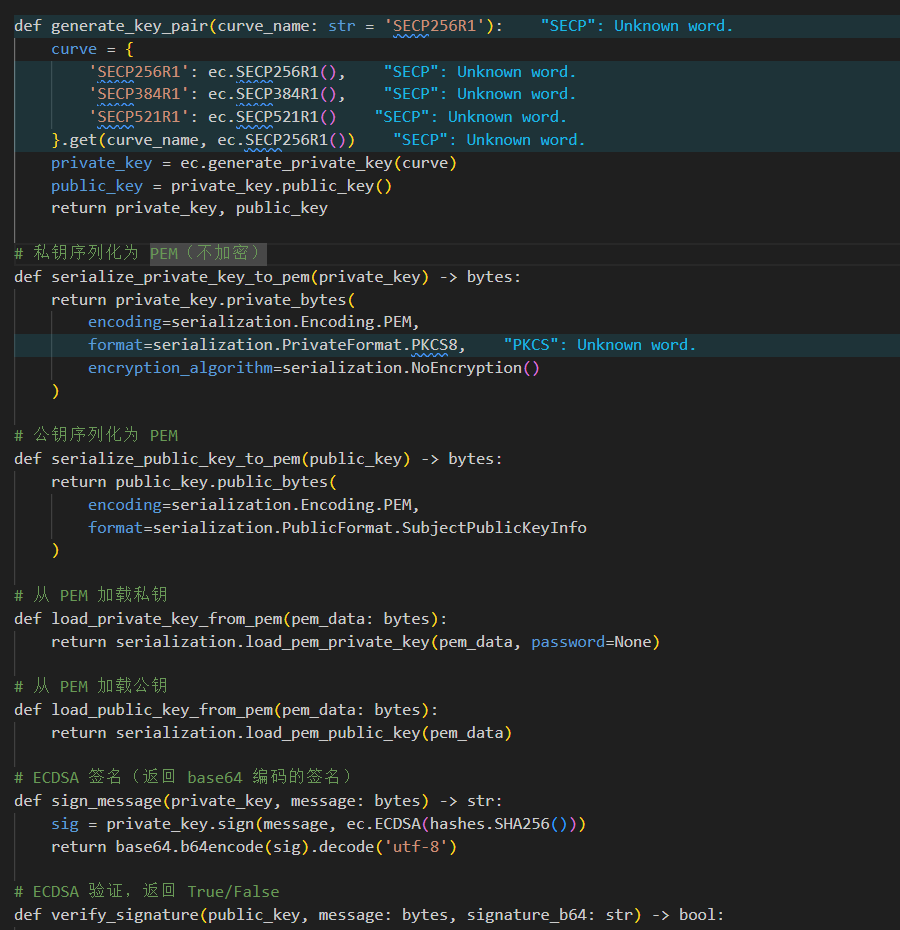 def generate_key_pair(curve_name: str = 'SECP256R1'):    "SECP": Unknown word.
    curve = {
        'SECP256R1': ec.SECP256R1(),    "SECP": Unknown word.
        'SECP384R1': ec.SECP384R1(),    "SECP": Unknown word.
        'SECP521R1': ec.SECP521R1()    "SECP": Unknown word.
    }.get(curve_name, ec.SECP256R1())    "SECP": Unknown word.
    private_key = ec.generate_private_key(curve)
    public_key = private_key.public_key()
    return private_key, public_key
# 私钥序列化为 PEM（不加密）
def serialize_private_key_to_pem(private_key) -> bytes:
    return private_key.private_bytes(
        encoding=serialization.Encoding.PEM,
        format=serialization.PrivateFormat.PKCS8,    "PKCS": Unknown word.
        encryption_algorithm=serialization.NoEncryption()
    )
# 公钥序列化为 PEM
def serialize_public_key_to_pem(public_key) -> bytes:
    return public_key.public_bytes(
        encoding=serialization.Encoding.PEM,
        format=serialization.PublicFormat.SubjectPublicKeyInfo
    )
# 从 PEM 加载私钥
def load_private_key_from_pem(pem_data: bytes):
    return serialization.load_pem_private_key(pem_data, password=None)
# 从 PEM 加载公钥
def load_public_key_from_pem(pem_data: bytes):
    return serialization.load_pem_public_key(pem_data)
# ECDSA 签名（返回 base64 编码的签名）
def sign_message(private_key, message: bytes) -> str:
    sig = private_key.sign(message, ec.ECDSA(hashes.SHA256()))
    return base64.b64encode(sig).decode('utf-8')
# ECDSA 验证，返回 True/False
def verify_signature(public_key, message: bytes, signature_b64: str) -> bool: